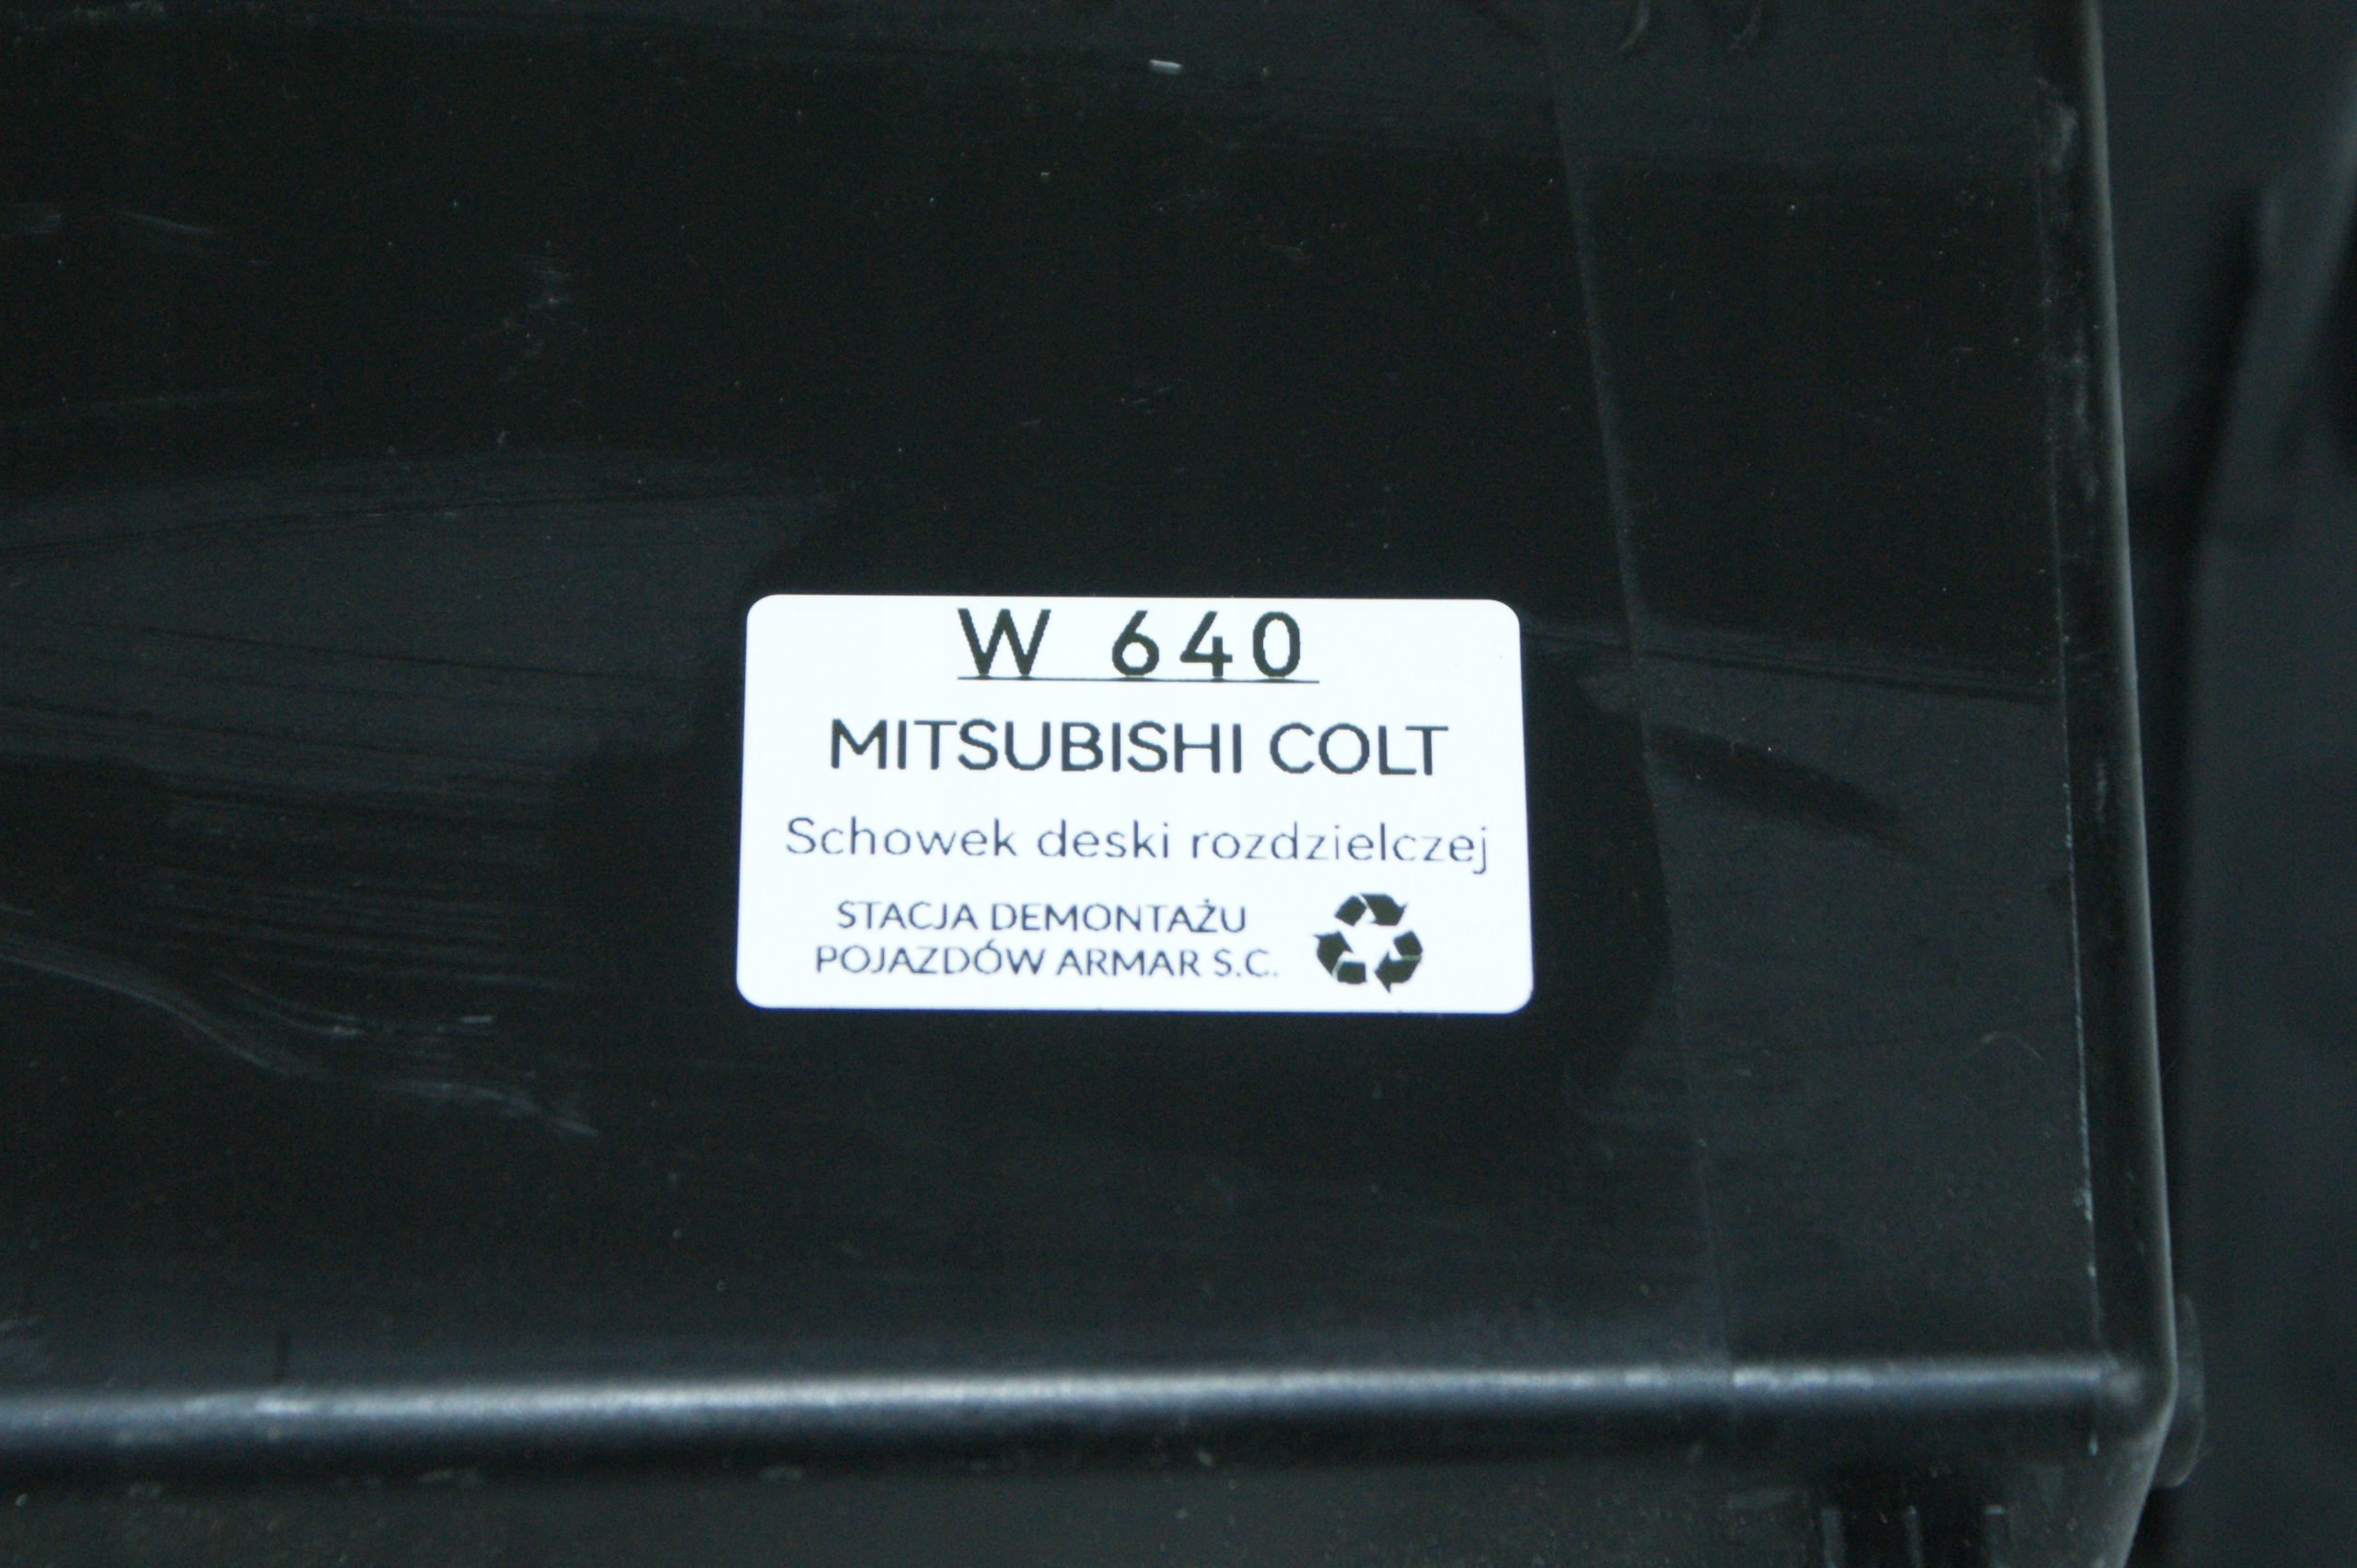 W 640
MITSUBISHI COLT
Schowek deski rozdzielczej
STACJA DEMONTAŻU
POJAZDÓW ARMAR S.C.